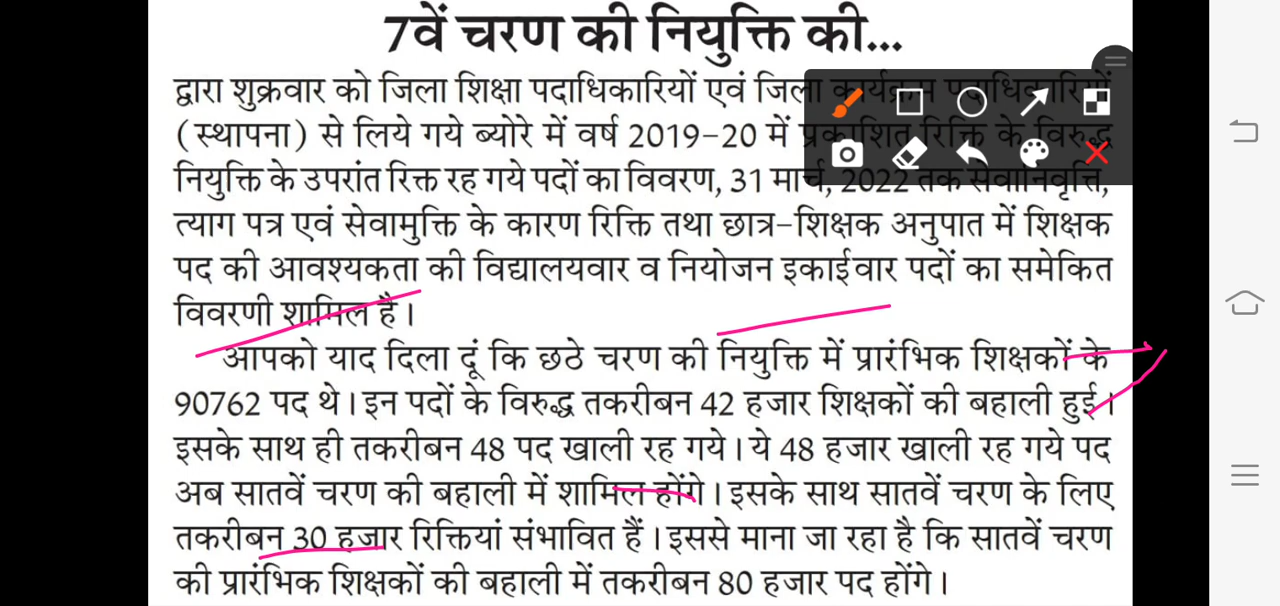 7वें चरण की नियुक्ति की...
द्वारा शुक्रवार को जिला शिक्षा पदाधिकारियों एवं जिला कार्यक्रम पदाधिकारियों
(स्थापना) से लिये गये ब्योरे में वर्ष 2019-20 में प्रकाशित रिक्ति के विरुद्ध
नियुक्ति के उपरांत रिक्त रह गये पदों का विवरण, 31 मार्च, 2022 तक सेवानिवृत्ति,
त्याग पत्र एवं सेवामुक्ति के कारण रिक्ति तथा छात्र-शिक्षक अनुपात में शिक्षक
पद की आवश्यकता की विद्यालयवार व नियोजन इकाईवार पदों का समेकित
विवरणी शामिल है।
आपको याद दिला दूं कि छठे चरण की नियुक्ति में प्रारंभिक शिक्षकों के
90762 पद थे। इन पदों के विरुद्ध तकरीबन 42 हजार शिक्षकों की बहाली हुई।
इसके साथ ही तकरीबन 48 पद खाली रह गये। ये 48 हजार खाली रह गये पद
अब सातवें चरण की बहाली में शामिल होंगे। इसके साथ सातवें चरण के लिए
तकरीबन 30 हजार रिक्तियां संभावित हैं। इससे माना जा रहा है कि सातवें चरण
की प्रारंभिक शिक्षकों की बहाली में तकरीबन 80 हजार पद होंगे।